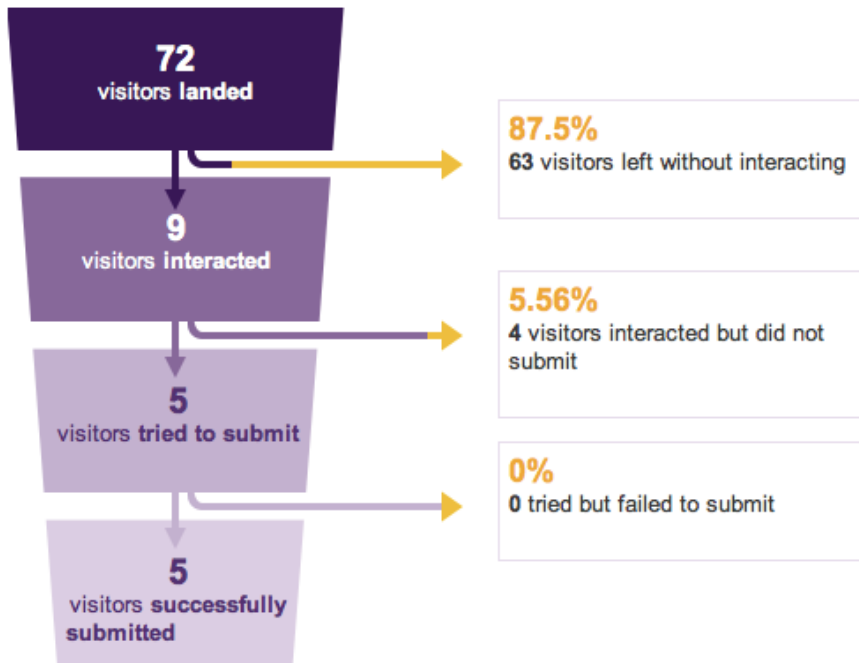 72
visitors landed
87.5%
63 visitors left without interacting
9
visitors interacted
5.56%
4 visitors interacted but did not
submit
5
visitors tried to submit
0%
0 tried but failed to submit
5
visitors successfully
submitted